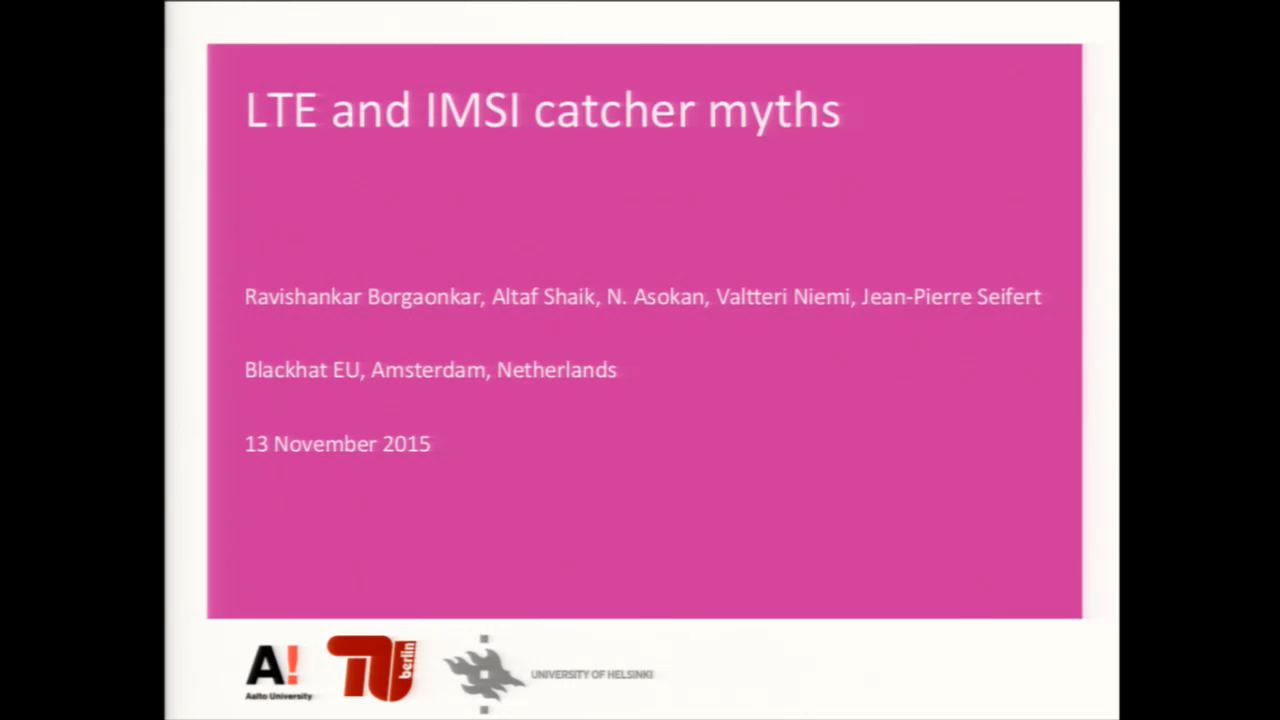 LTE and IMSI catcher myths
Ravishankar Borgaonkar, Altaf Shaik, N. Asokan, Valtteri Niemi, Jean-Pierre Seifert
Blackhat EU, Amsterdam, Netherlands
13 November 2015
A!
Aalto University
TU berlin
UNIVERSITY OF HELSINKI